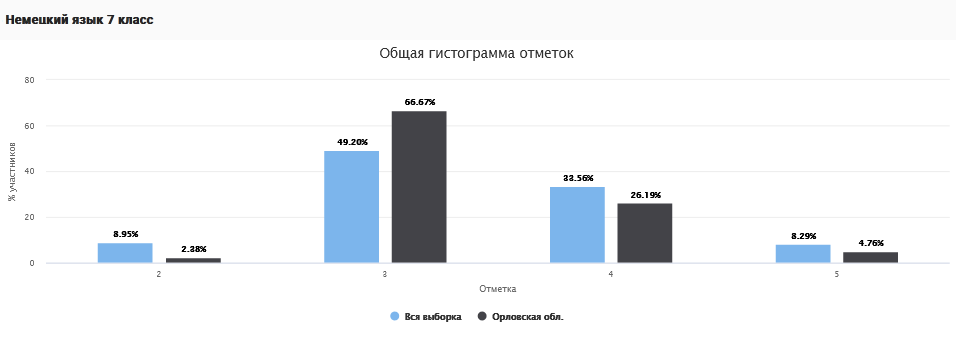 Немецкий язык 7 класс
Общая гистограмма отметок
80
60
40
20
0
% участников
8.95%
2.38%
49.20%
66.67%
33.56%
26.19%
8.29%
4.76%
2
3
4
5
Отметка
Вся выборка
Орловская обл.